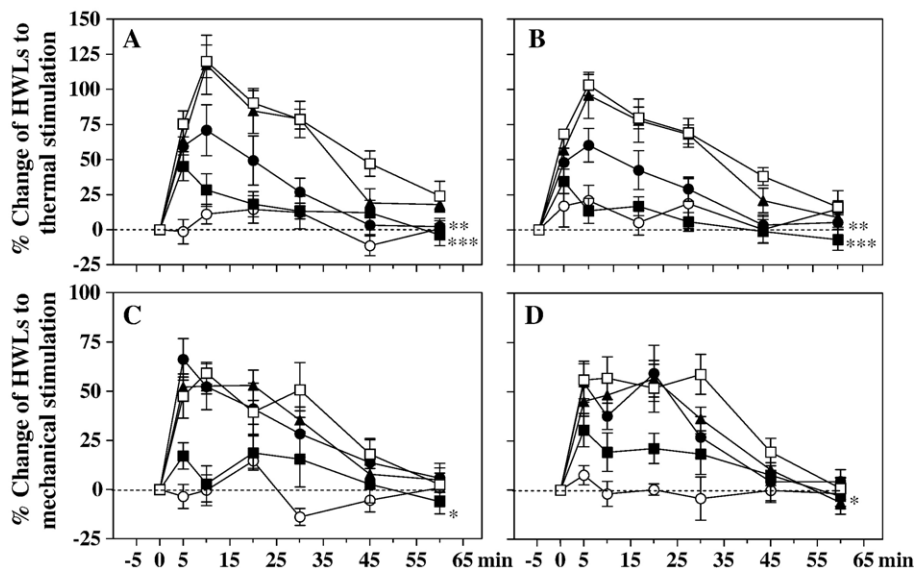 % Change of HWLs to
thermal stimulation
150
125
100
75
50
25
0
-25
A
**
***
B
**
***
% Change of HWLs to
mechanical stimulation
100
75
50
25
0
-25
C
*
D
*
-5 0 5 15 25 35 45 55 65 min
-5 0 5 15 25 35 45 55 65 min